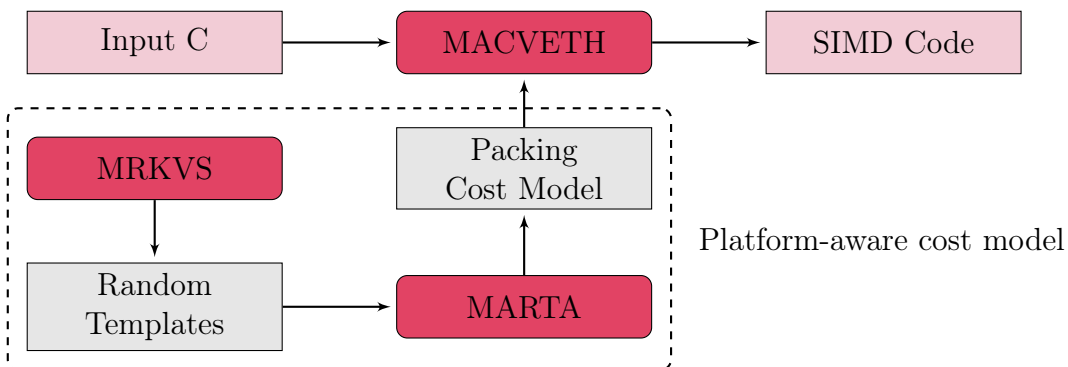 Input C
MACVETH
SIMD Code
MRKVS
Packing
Cost Model
Platform-aware cost model
Random
Templates
MARTA